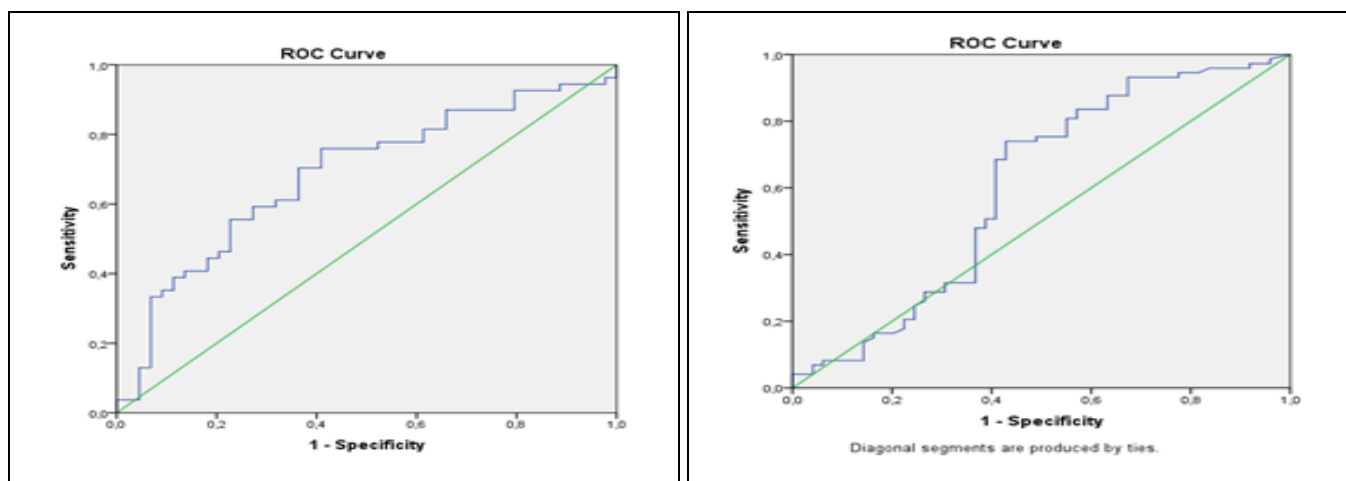 ROC Curve
1,0
0,8
0,6
0,4
0,2
0,0
Sensitivity
0,0 0,2 0,4 0,6 0,8 1,0
1 - Specificity
ROC Curve
1,0
0,8
0,6
0,4
0,2
0,0
Sensitivity
0,0 0,2 0,4 0,6 0,8 1,0
1 - Specificity
Diagonal segments are produced by ties.